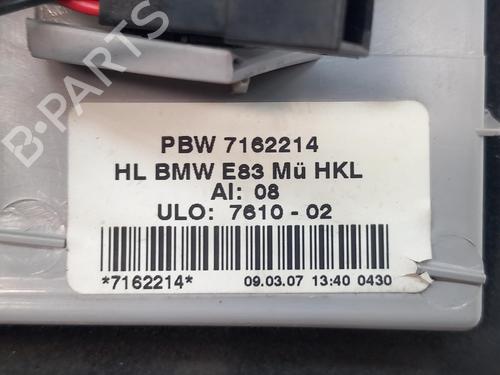 B-PARTS
PBW 7162214
HL BMW E83 Mü HKL
AI: 08
ULO: 7610 - 02
*7162214* 09.03.07 13:40 0430